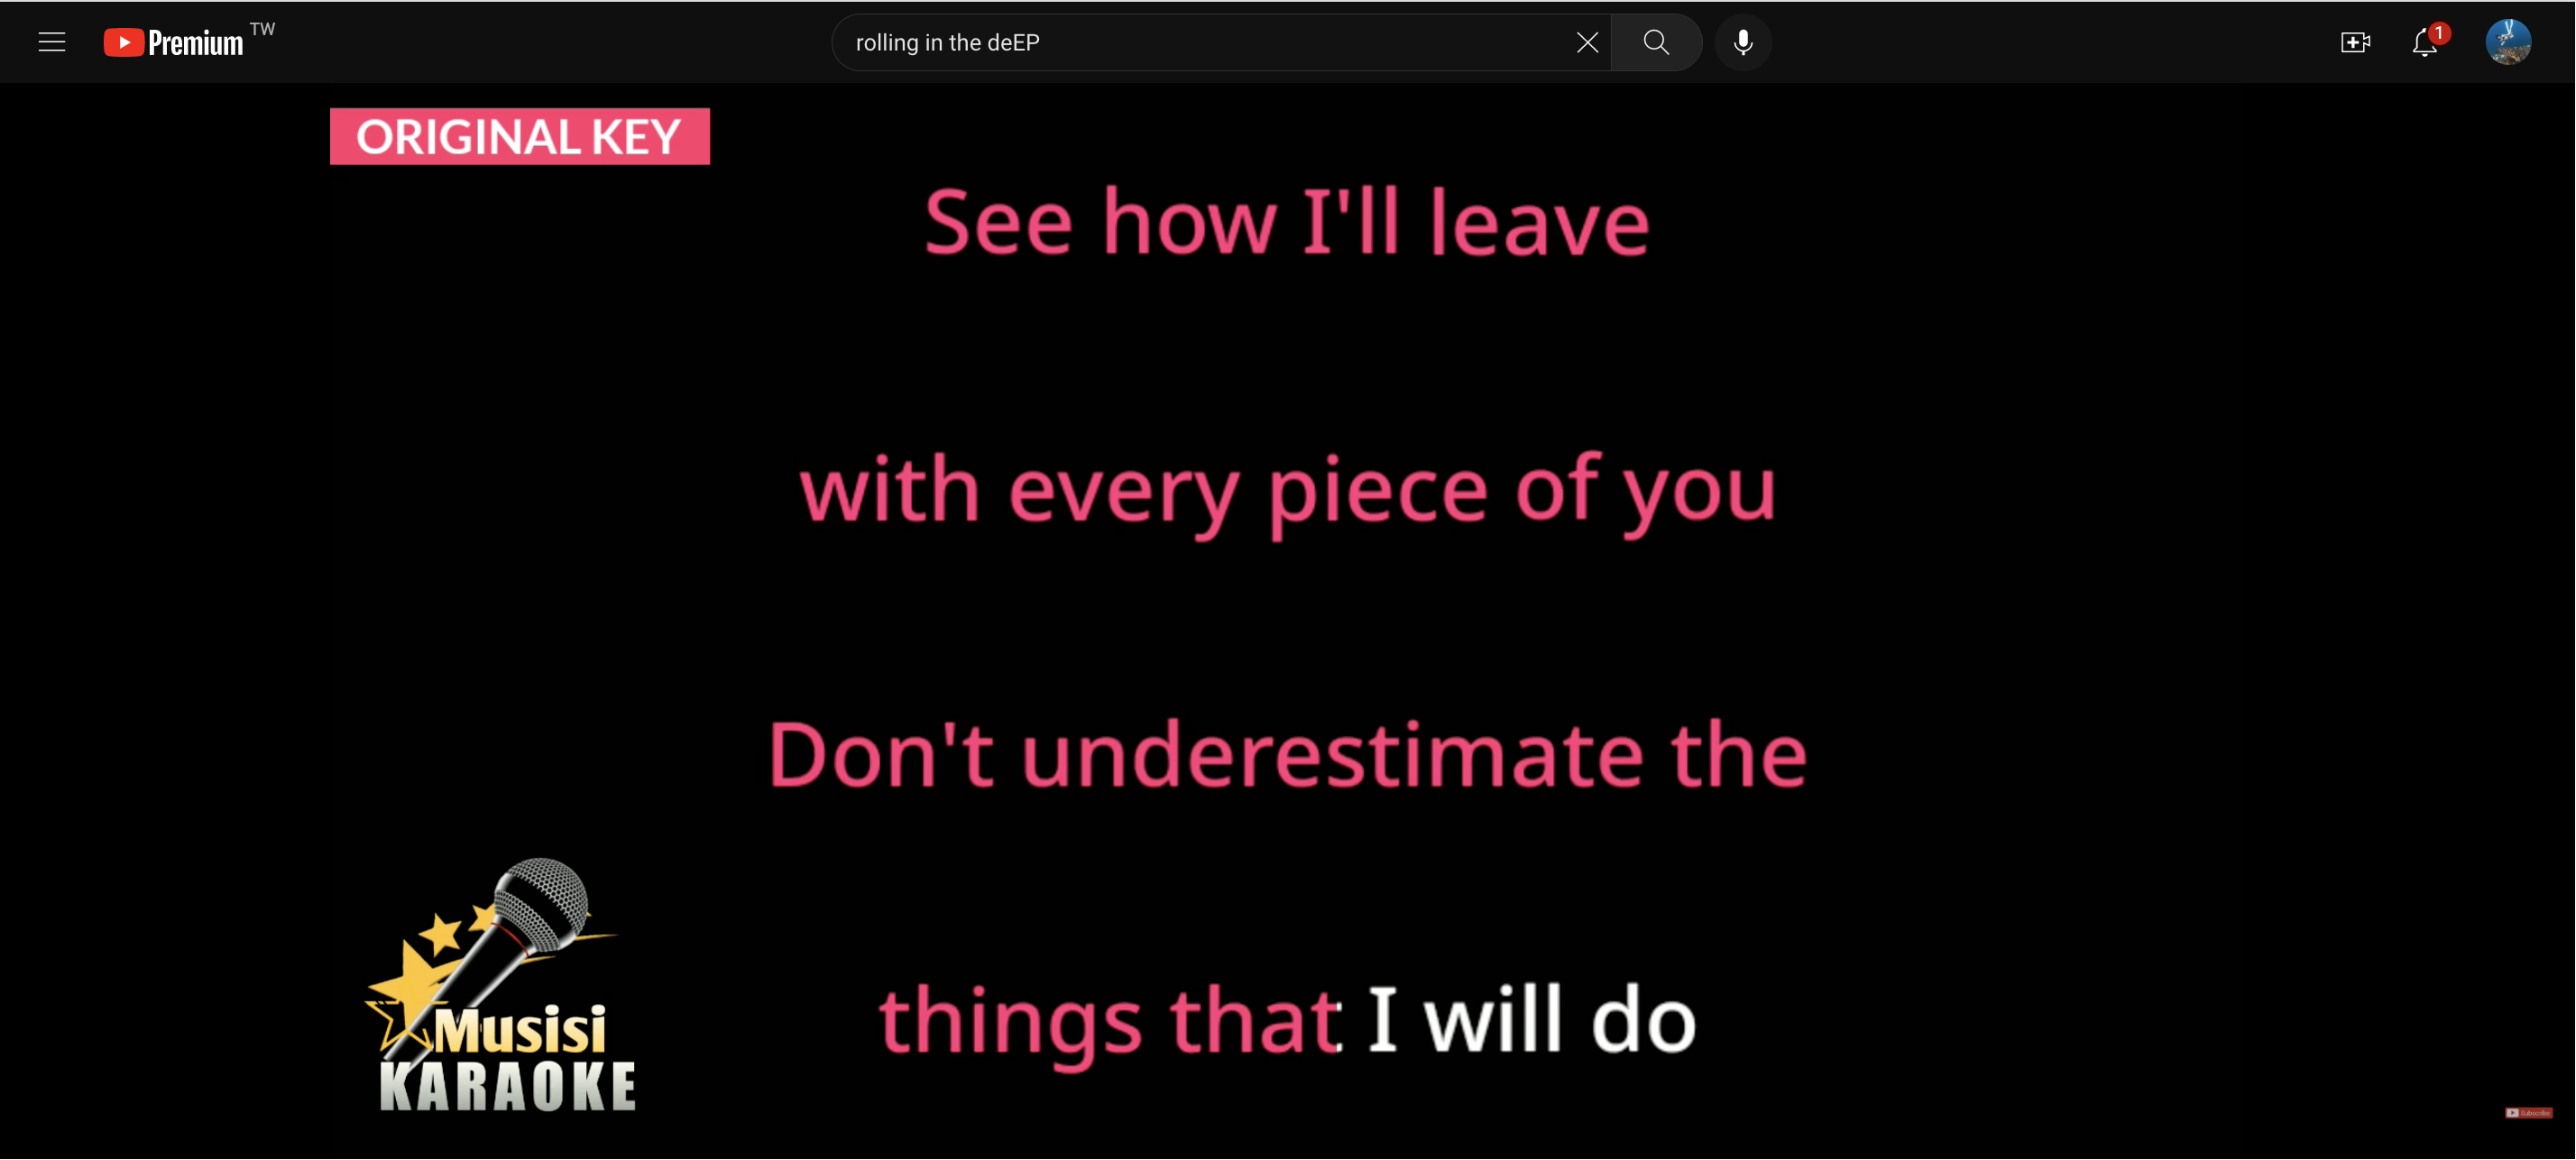 Premium TW
rolling in the deEP
1
ORIGINAL KEY
See how I'll leave
with every piece of you
Don't underestimate the
things that I will do
Musisi
KARAOKE
Subscribe